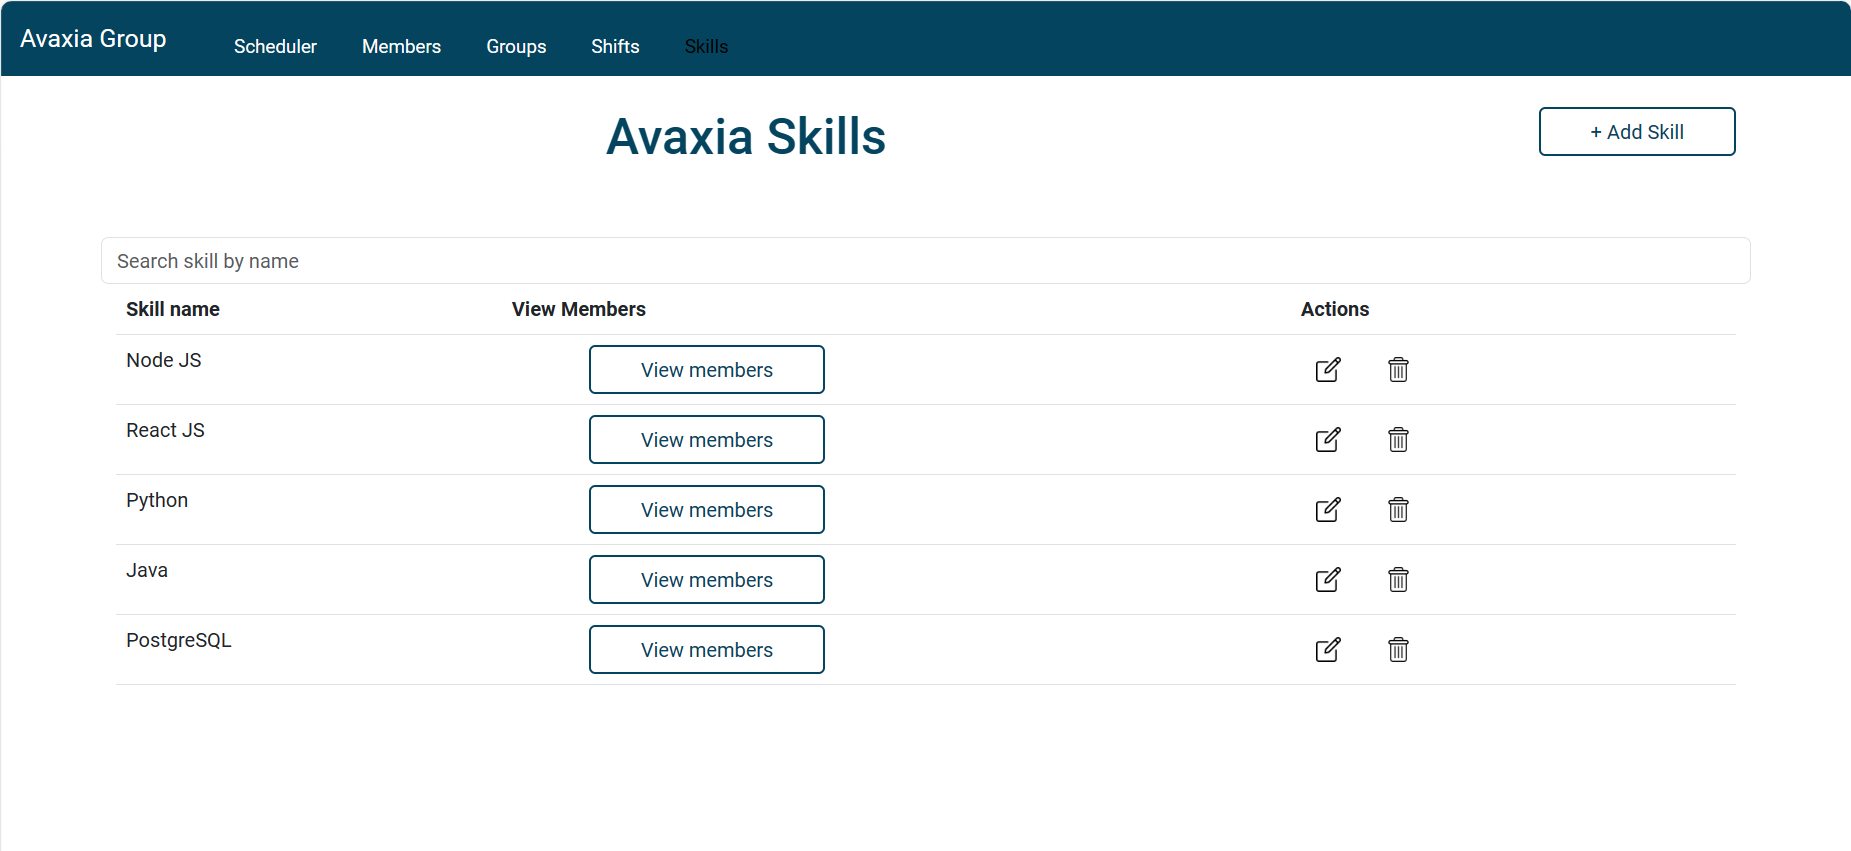 Avaxia Group Scheduler Members Groups Shifts Skills
Avaxia Skills
+ Add Skill
Search skill by name
Skill name View Members Actions
Node JS View members
React JS View members
Python View members
Java View members
PostgreSQL View members